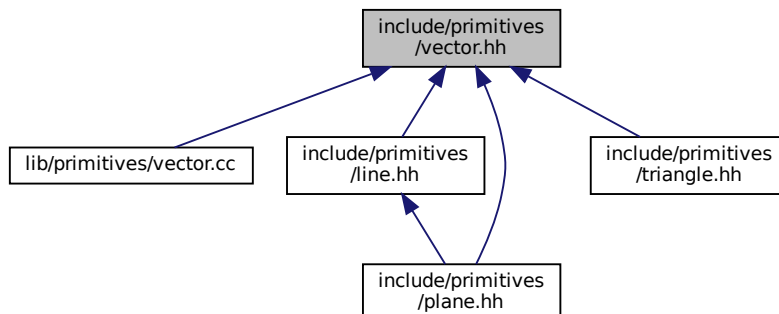 include/primitives
/vector.hh
lib/primitives/vector.cc
include/primitives
/line.hh
include/primitives
/triangle.hh
include/primitives
/plane.hh